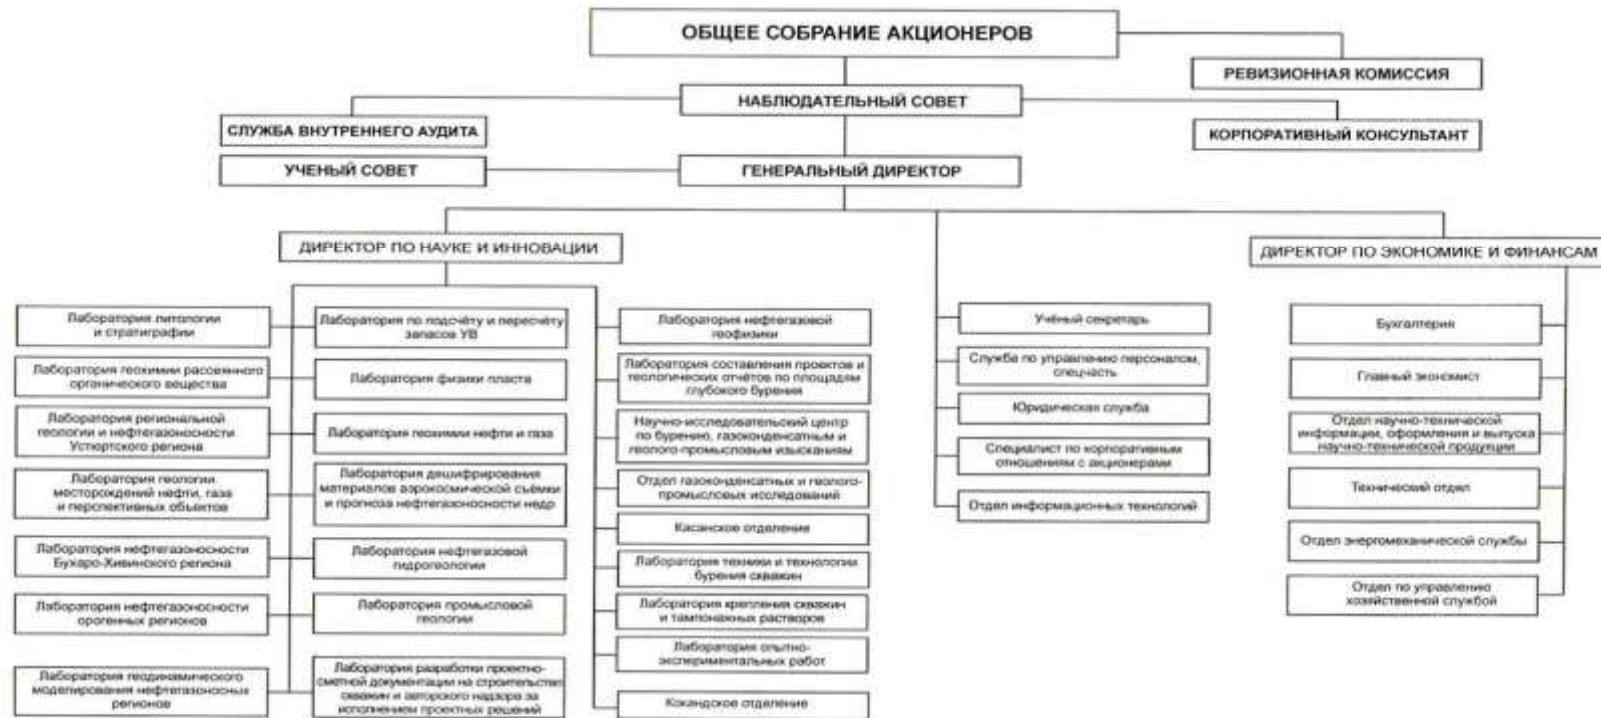 ОБЩЕЕ СОБРАНИЕ АКЦИОНЕРОВ
РЕВИЗИОННАЯ КОМИССИЯ
НАБЛЮДАТЕЛЬНЫЙ СОВЕТ
СЛУЖБА ВНУТРЕННЕГО АУДИТА
КОРПОРАТИВНЫЙ КОНСУЛЬТАНТ
УЧЕНЫЙ СОВЕТ
ГЕНЕРАЛЬНЫЙ ДИРЕКТОР
ДИРЕКТОР ПО НАУКЕ И ИННОВАЦИИ
ДИРЕКТОР ПО ЭКОНОМИКЕ И ФИНАНСАМ
Лаборатория литологии
и стратиграфии
Лаборатория геохимии рассеянного
органического вещества
Лаборатория региональной
геологии и нефтегазоносности
Устюртского региона
Лаборатория геологии
месторождений нефти, газа
и перспективных объектов
Лаборатория нефтегазоносности
Бухаро-Хивинского региона
Лаборатория нефтегазоносности
орогенных регионов
Лаборатория геодинамического
моделирования нефтегазоносных
регионов
Лаборатория по подсчёту и пересчёту
запасов УВ
Лаборатория физики пласта
Лаборатория геохимии нефти и газа
Лаборатория дешифрирования
материалов аэрокосмической съёмки
и прогноза нефтегазоносности недр
Лаборатория нефтегазовой
гидрогеологии
Лаборатория промысловой
геологии
Лаборатория разработки проектно-
сметной документации на строительство
скважин и авторского надзора за
исполнением проектных решений
Лаборатория нефтегазовой
геофизики
Лаборатория составления проектов и
геологических отчётов по площадям
глубокого бурения
Научно-исследовательский центр
по бурению, газоконденсатным и
геолого-промысловым изысканиям
Отдел газоконденсатных и геолого-
промысловых исследований
Касанское отделение
Лаборатория техники и технологии
бурения скважин
Лаборатория крепления скважин
и тампонажных растворов
Лаборатория опытно-
экспериментальных работ
Кокандское отделение
Учёный секретарь
Служба по управлению персоналом,
спецчасть
Юридическая служба
Специалист по корпоративным
отношениям с акционерами
Отдел информационных технологий
Бухгалтерия
Главный экономист
Отдел научно-технической
информации, оформления и выпуска
научно-технической продукции
Технический отдел
Отдел энергомеханической службы
Отдел по управлению
хозяйственной службой